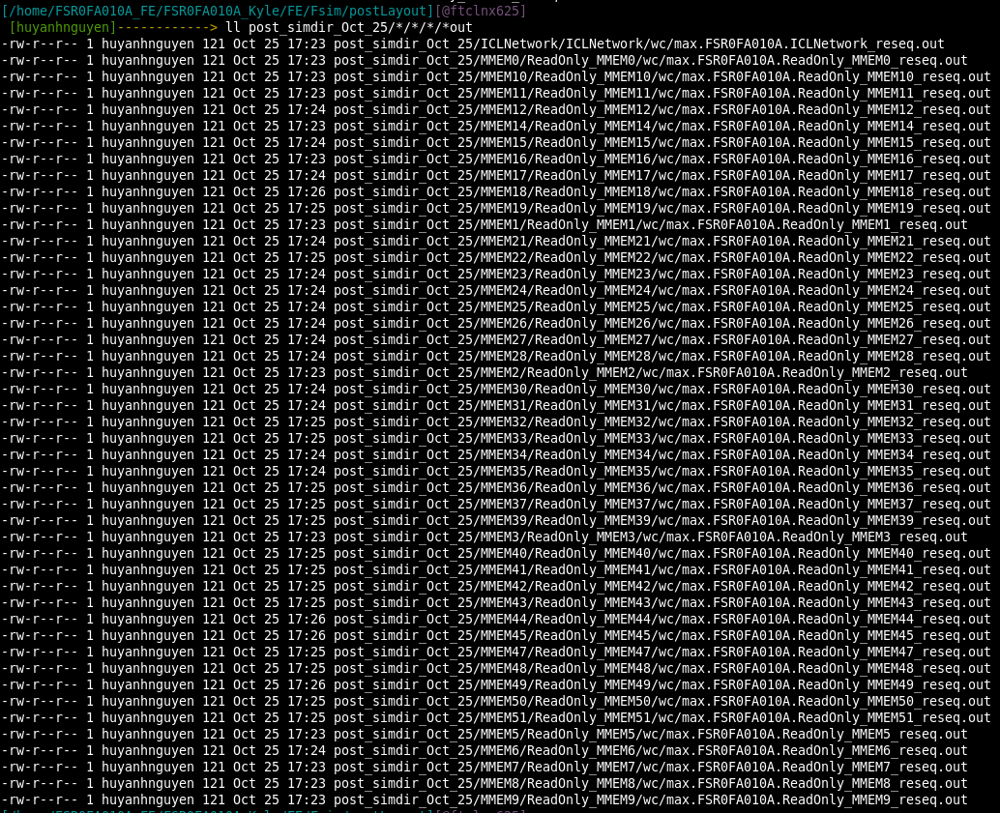 [/home/FSR0FA010A_FE/FSR0FA010A_Kyle/FE/Fsim/postLayout][@ftclnx625]
[huyanhnguyen]------------> ll post_simdir_Oct_25/*/*/*/*out
-rw-r--r-- 1 huyanhnguyen 121 Oct 25 17:23 post_simdir_Oct_25/ICLNetwork/ICLNetwork/wc/max.FSR0FA010A.ICLNetwork_reseq.out
-rw-r--r-- 1 huyanhnguyen 121 Oct 25 17:23 post_simdir_Oct_25/MMEM0/ReadOnly_MMEM0/wc/max.FSR0FA010A.ReadOnly_MMEM0_reseq.out
-rw-r--r-- 1 huyanhnguyen 121 Oct 25 17:23 post_simdir_Oct_25/MMEM10/ReadOnly_MMEM10/wc/max.FSR0FA010A.ReadOnly_MMEM10_reseq.out
-rw-r--r-- 1 huyanhnguyen 121 Oct 25 17:23 post_simdir_Oct_25/MMEM11/ReadOnly_MMEM11/wc/max.FSR0FA010A.ReadOnly_MMEM11_reseq.out
-rw-r--r-- 1 huyanhnguyen 121 Oct 25 17:24 post_simdir_Oct_25/MMEM12/ReadOnly_MMEM12/wc/max.FSR0FA010A.ReadOnly_MMEM12_reseq.out
-rw-r--r-- 1 huyanhnguyen 121 Oct 25 17:23 post_simdir_Oct_25/MMEM14/ReadOnly_MMEM14/wc/max.FSR0FA010A.ReadOnly_MMEM14_reseq.out
-rw-r--r-- 1 huyanhnguyen 121 Oct 25 17:24 post_simdir_Oct_25/MMEM15/ReadOnly_MMEM15/wc/max.FSR0FA010A.ReadOnly_MMEM15_reseq.out
-rw-r--r-- 1 huyanhnguyen 121 Oct 25 17:23 post_simdir_Oct_25/MMEM16/ReadOnly_MMEM16/wc/max.FSR0FA010A.ReadOnly_MMEM16_reseq.out
-rw-r--r-- 1 huyanhnguyen 121 Oct 25 17:24 post_simdir_Oct_25/MMEM17/ReadOnly_MMEM17/wc/max.FSR0FA010A.ReadOnly_MMEM17_reseq.out
-rw-r--r-- 1 huyanhnguyen 121 Oct 25 17:26 post_simdir_Oct_25/MMEM18/ReadOnly_MMEM18/wc/max.FSR0FA010A.ReadOnly_MMEM18_reseq.out
-rw-r--r-- 1 huyanhnguyen 121 Oct 25 17:25 post_simdir_Oct_25/MMEM19/ReadOnly_MMEM19/wc/max.FSR0FA010A.ReadOnly_MMEM19_reseq.out
-rw-r--r-- 1 huyanhnguyen 121 Oct 25 17:23 post_simdir_Oct_25/MMEM1/ReadOnly_MMEM1/wc/max.FSR0FA010A.ReadOnly_MMEM1_reseq.out
-rw-r--r-- 1 huyanhnguyen 121 Oct 25 17:24 post_simdir_Oct_25/MMEM21/ReadOnly_MMEM21/wc/max.FSR0FA010A.ReadOnly_MMEM21_reseq.out
-rw-r--r-- 1 huyanhnguyen 121 Oct 25 17:25 post_simdir_Oct_25/MMEM22/ReadOnly_MMEM22/wc/max.FSR0FA010A.ReadOnly_MMEM22_reseq.out
-rw-r--r-- 1 huyanhnguyen 121 Oct 25 17:24 post_simdir_Oct_25/MMEM23/ReadOnly_MMEM23/wc/max.FSR0FA010A.ReadOnly_MMEM23_reseq.out
-rw-r--r-- 1 huyanhnguyen 121 Oct 25 17:24 post_simdir_Oct_25/MMEM24/ReadOnly_MMEM24/wc/max.FSR0FA010A.ReadOnly_MMEM24_reseq.out
-rw-r--r-- 1 huyanhnguyen 121 Oct 25 17:24 post_simdir_Oct_25/MMEM25/ReadOnly_MMEM25/wc/max.FSR0FA010A.ReadOnly_MMEM25_reseq.out
-rw-r--r-- 1 huyanhnguyen 121 Oct 25 17:24 post_simdir_Oct_25/MMEM26/ReadOnly_MMEM26/wc/max.FSR0FA010A.ReadOnly_MMEM26_reseq.out
-rw-r--r-- 1 huyanhnguyen 121 Oct 25 17:24 post_simdir_Oct_25/MMEM27/ReadOnly_MMEM27/wc/max.FSR0FA010A.ReadOnly_MMEM27_reseq.out
-rw-r--r-- 1 huyanhnguyen 121 Oct 25 17:24 post_simdir_Oct_25/MMEM28/ReadOnly_MMEM28/wc/max.FSR0FA010A.ReadOnly_MMEM28_reseq.out
-rw-r--r-- 1 huyanhnguyen 121 Oct 25 17:23 post_simdir_Oct_25/MMEM2/ReadOnly_MMEM2/wc/max.FSR0FA010A.ReadOnly_MMEM2_reseq.out
-rw-r--r-- 1 huyanhnguyen 121 Oct 25 17:24 post_simdir_Oct_25/MMEM30/ReadOnly_MMEM30/wc/max.FSR0FA010A.ReadOnly_MMEM30_reseq.out
-rw-r--r-- 1 huyanhnguyen 121 Oct 25 17:24 post_simdir_Oct_25/MMEM31/ReadOnly_MMEM31/wc/max.FSR0FA010A.ReadOnly_MMEM31_reseq.out
-rw-r--r-- 1 huyanhnguyen 121 Oct 25 17:25 post_simdir_Oct_25/MMEM32/ReadOnly_MMEM32/wc/max.FSR0FA010A.ReadOnly_MMEM32_reseq.out
-rw-r--r-- 1 huyanhnguyen 121 Oct 25 17:25 post_simdir_Oct_25/MMEM33/ReadOnly_MMEM33/wc/max.FSR0FA010A.ReadOnly_MMEM33_reseq.out
-rw-r--r-- 1 huyanhnguyen 121 Oct 25 17:24 post_simdir_Oct_25/MMEM34/ReadOnly_MMEM34/wc/max.FSR0FA010A.ReadOnly_MMEM34_reseq.out
-rw-r--r-- 1 huyanhnguyen 121 Oct 25 17:24 post_simdir_Oct_25/MMEM35/ReadOnly_MMEM35/wc/max.FSR0FA010A.ReadOnly_MMEM35_reseq.out
-rw-r--r-- 1 huyanhnguyen 121 Oct 25 17:25 post_simdir_Oct_25/MMEM36/ReadOnly_MMEM36/wc/max.FSR0FA010A.ReadOnly_MMEM36_reseq.out
-rw-r--r-- 1 huyanhnguyen 121 Oct 25 17:25 post_simdir_Oct_25/MMEM37/ReadOnly_MMEM37/wc/max.FSR0FA010A.ReadOnly_MMEM37_reseq.out
-rw-r--r-- 1 huyanhnguyen 121 Oct 25 17:25 post_simdir_Oct_25/MMEM39/ReadOnly_MMEM39/wc/max.FSR0FA010A.ReadOnly_MMEM39_reseq.out
-rw-r--r-- 1 huyanhnguyen 121 Oct 25 17:23 post_simdir_Oct_25/MMEM3/ReadOnly_MMEM3/wc/max.FSR0FA010A.ReadOnly_MMEM3_reseq.out
-rw-r--r-- 1 huyanhnguyen 121 Oct 25 17:25 post_simdir_Oct_25/MMEM40/ReadOnly_MMEM40/wc/max.FSR0FA010A.ReadOnly_MMEM40_reseq.out
-rw-r--r-- 1 huyanhnguyen 121 Oct 25 17:25 post_simdir_Oct_25/MMEM41/ReadOnly_MMEM41/wc/max.FSR0FA010A.ReadOnly_MMEM41_reseq.out
-rw-r--r-- 1 huyanhnguyen 121 Oct 25 17:25 post_simdir_Oct_25/MMEM42/ReadOnly_MMEM42/wc/max.FSR0FA010A.ReadOnly_MMEM42_reseq.out
-rw-r--r-- 1 huyanhnguyen 121 Oct 25 17:25 post_simdir_Oct_25/MMEM43/ReadOnly_MMEM43/wc/max.FSR0FA010A.ReadOnly_MMEM43_reseq.out
-rw-r--r-- 1 huyanhnguyen 121 Oct 25 17:26 post_simdir_Oct_25/MMEM44/ReadOnly_MMEM44/wc/max.FSR0FA010A.ReadOnly_MMEM44_reseq.out
-rw-r--r-- 1 huyanhnguyen 121 Oct 25 17:26 post_simdir_Oct_25/MMEM45/ReadOnly_MMEM45/wc/max.FSR0FA010A.ReadOnly_MMEM45_reseq.out
-rw-r--r-- 1 huyanhnguyen 121 Oct 25 17:25 post_simdir_Oct_25/MMEM47/ReadOnly_MMEM47/wc/max.FSR0FA010A.ReadOnly_MMEM47_reseq.out
-rw-r--r-- 1 huyanhnguyen 121 Oct 25 17:25 post_simdir_Oct_25/MMEM48/ReadOnly_MMEM48/wc/max.FSR0FA010A.ReadOnly_MMEM48_reseq.out
-rw-r--r-- 1 huyanhnguyen 121 Oct 25 17:26 post_simdir_Oct_25/MMEM49/ReadOnly_MMEM49/wc/max.FSR0FA010A.ReadOnly_MMEM49_reseq.out
-rw-r--r-- 1 huyanhnguyen 121 Oct 25 17:25 post_simdir_Oct_25/MMEM50/ReadOnly_MMEM50/wc/max.FSR0FA010A.ReadOnly_MMEM50_reseq.out
-rw-r--r-- 1 huyanhnguyen 121 Oct 25 17:25 post_simdir_Oct_25/MMEM51/ReadOnly_MMEM51/wc/max.FSR0FA010A.ReadOnly_MMEM51_reseq.out
-rw-r--r-- 1 huyanhnguyen 121 Oct 25 17:23 post_simdir_Oct_25/MMEM5/ReadOnly_MMEM5/wc/max.FSR0FA010A.ReadOnly_MMEM5_reseq.out
-rw-r--r-- 1 huyanhnguyen 121 Oct 25 17:24 post_simdir_Oct_25/MMEM6/ReadOnly_MMEM6/wc/max.FSR0FA010A.ReadOnly_MMEM6_reseq.out
-rw-r--r-- 1 huyanhnguyen 121 Oct 25 17:23 post_simdir_Oct_25/MMEM7/ReadOnly_MMEM7/wc/max.FSR0FA010A.ReadOnly_MMEM7_reseq.out
-rw-r--r-- 1 huyanhnguyen 121 Oct 25 17:23 post_simdir_Oct_25/MMEM8/ReadOnly_MMEM8/wc/max.FSR0FA010A.ReadOnly_MMEM8_reseq.out
-rw-r--r-- 1 huyanhnguyen 121 Oct 25 17:23 post_simdir_Oct_25/MMEM9/ReadOnly_MMEM9/wc/max.FSR0FA010A.ReadOnly_MMEM9_reseq.out